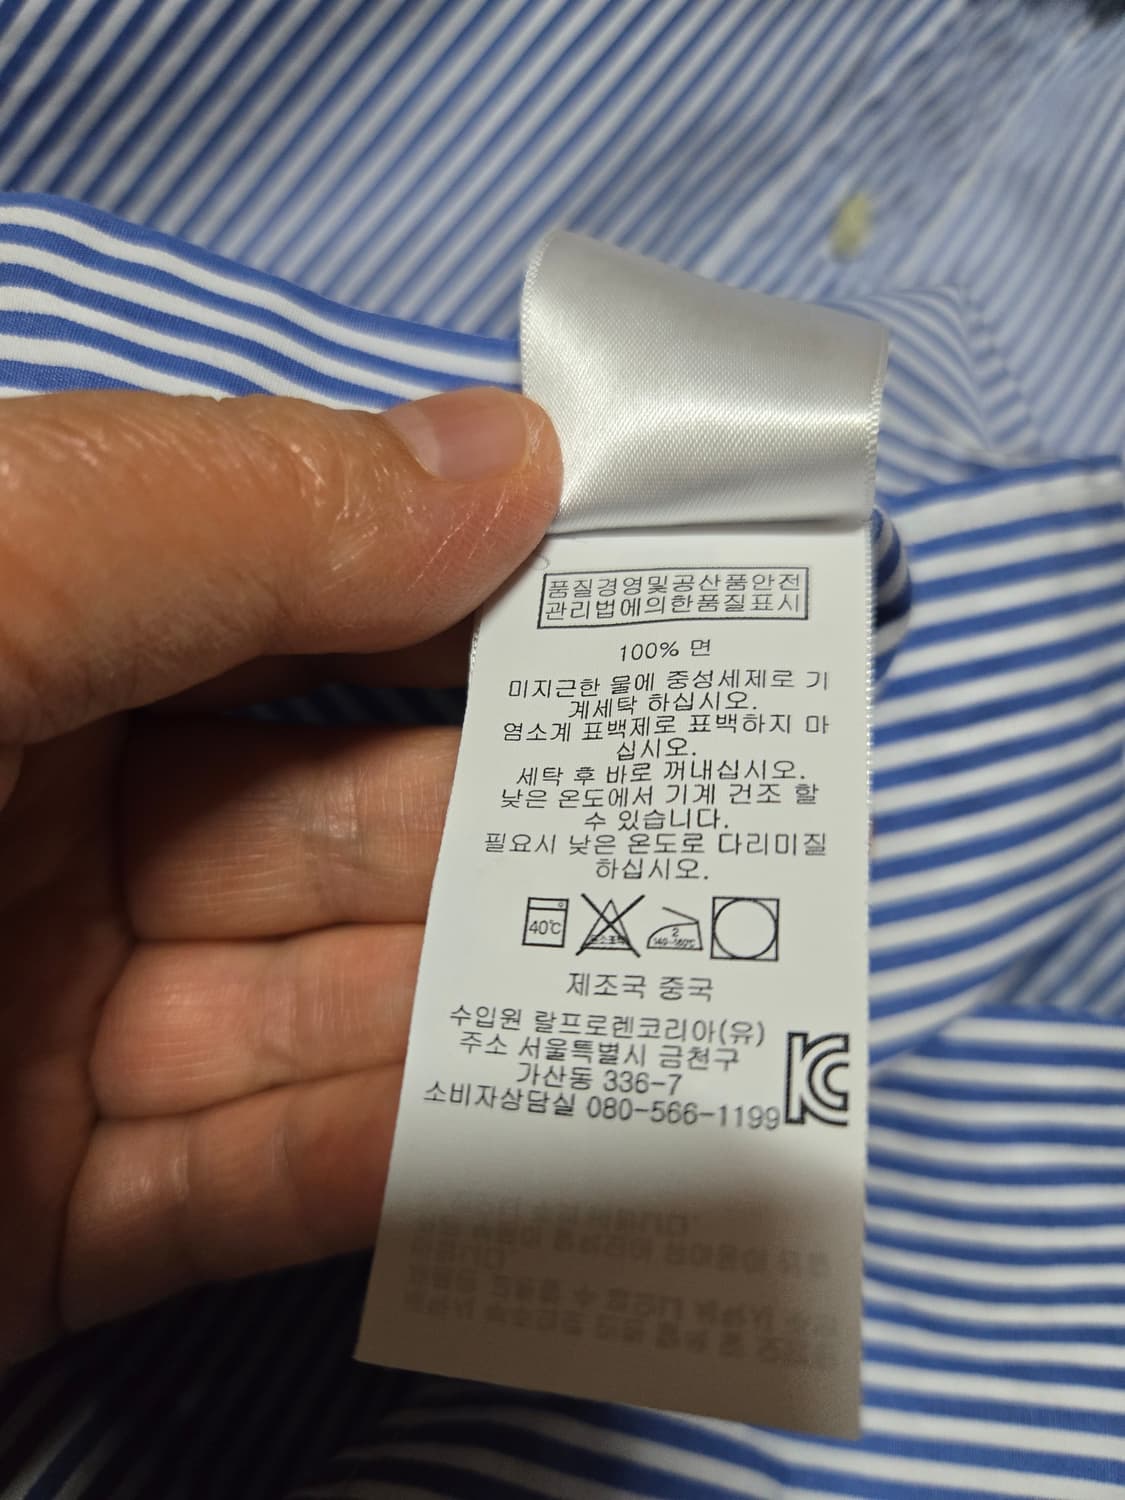 품질경영및공산품안전
관리법에의한품질표시
100% 면
미지근한 물에 중성세제로 기
계세탁 하십시오.
염소계 표백제로 표백하지 마
십시오.
세탁 후 바로 꺼내십시오.
낮은 온도에서 기계 건조 할
수 있습니다.
필요시 낮은 온도로 다리미질
하십시오.
40℃
2
140~160℃
제조국 중국
수입원 랄프로렌코리아(유)
주소 서울특별시 금천구
가산동 336-7
소비자상담실 080-566-1199